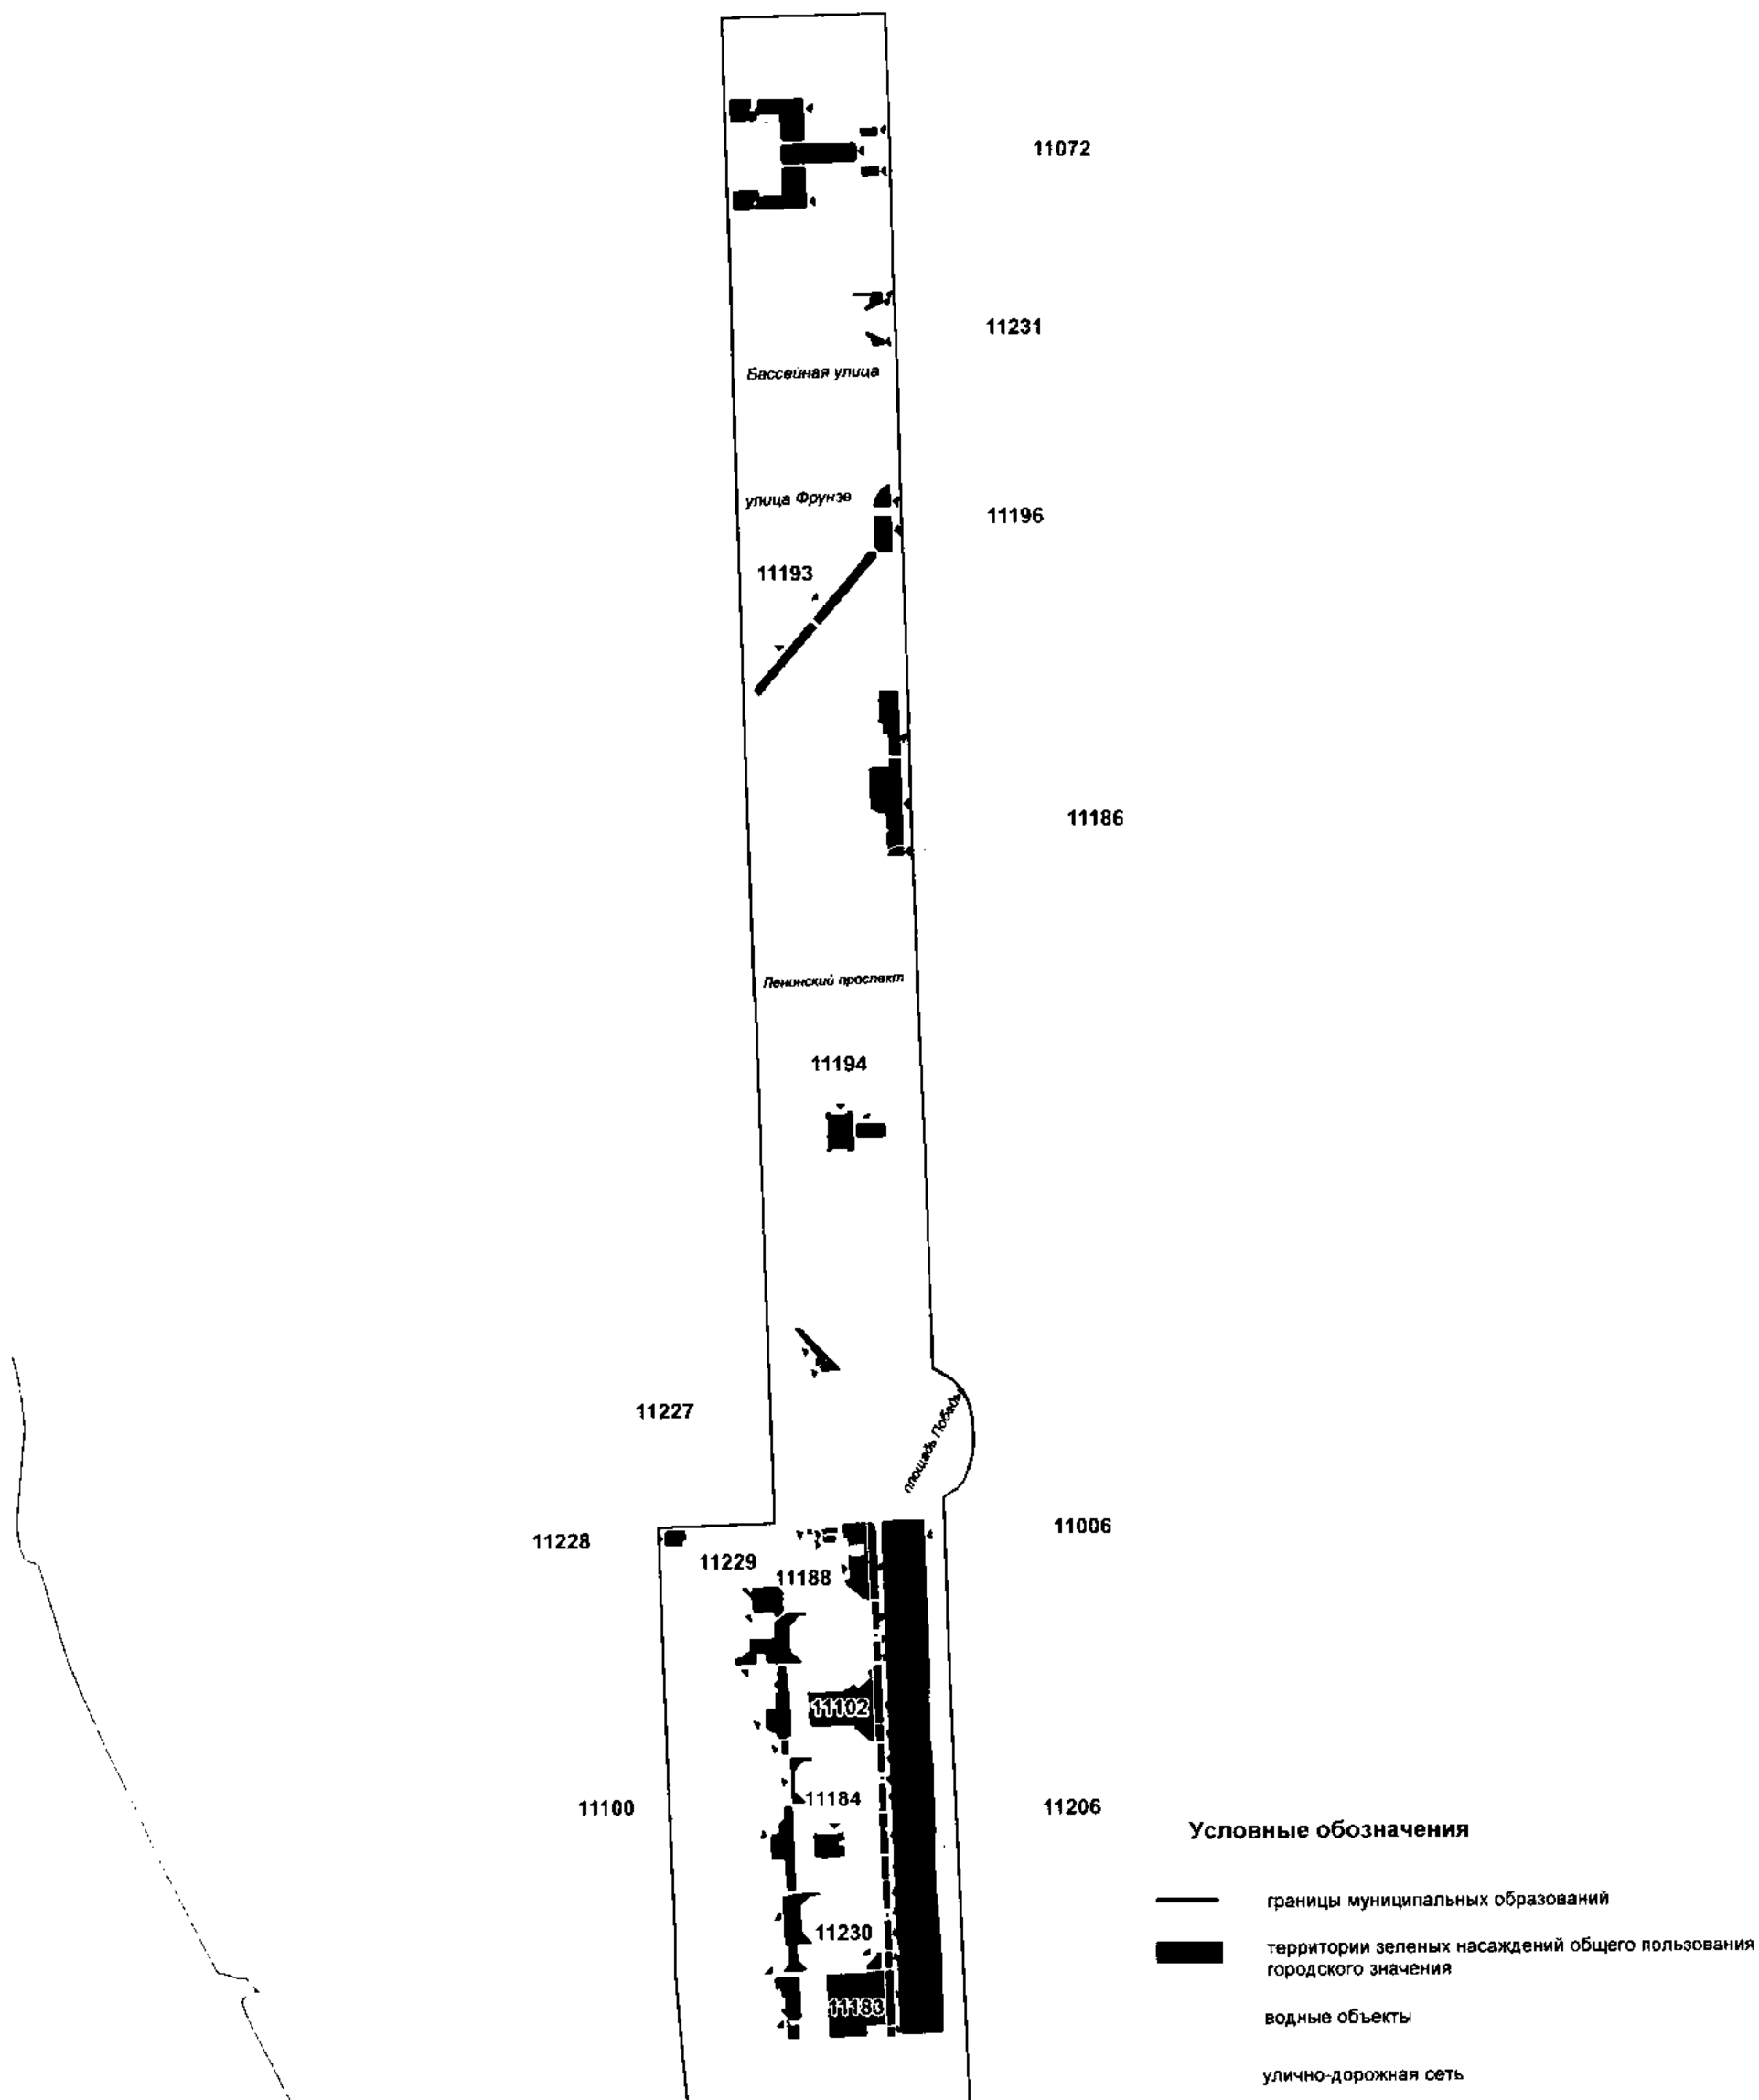 11072
11231
Бассейная улица
улица Фрунзе
11196
11193
11186
Ленинский проспект
11194
11227
площадь Победы
11006
11228
11229
11188
11102
11184
11100
11206
Условные обозначения
границы муниципальных образований
11230
территории зеленых насаждений общего пользования
городского значения
11183
водные объекты
улично-дорожная сеть